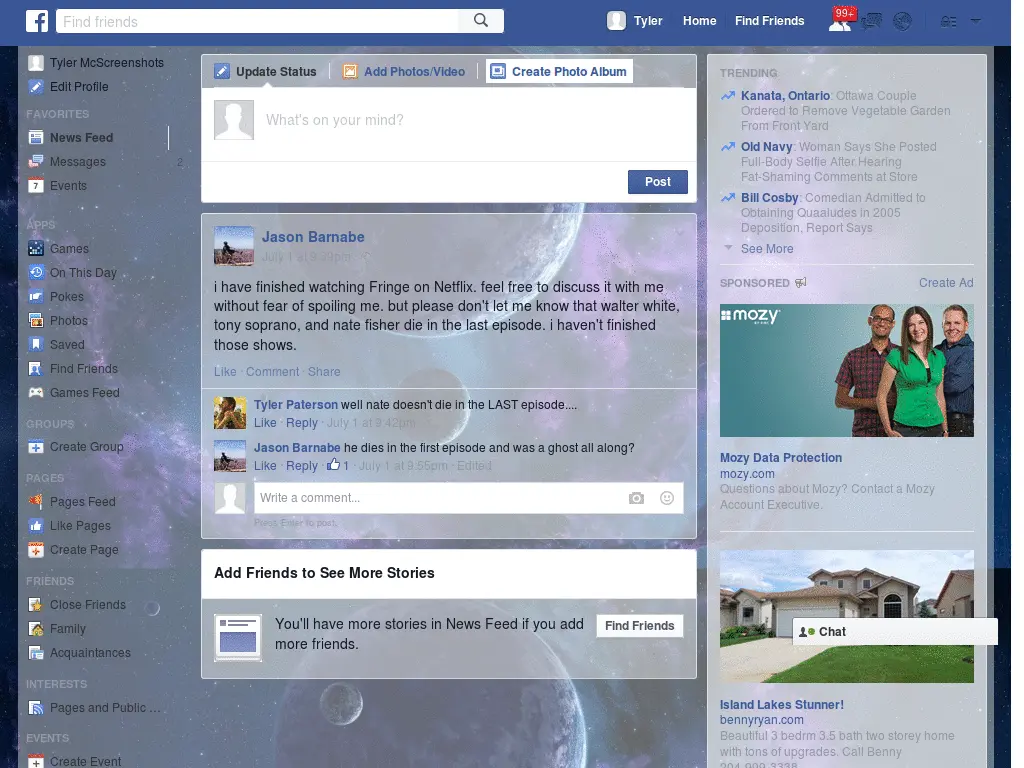 Find friends
Tyler
Home
Find Friends
99+
Tyler McScreenshots
Edit Profile
FAVORITES
News Feed
Messages 2
7 Events
APPS
Games
On This Day
Pokes
Photos
Saved
Find Friends
Games Feed
GROUPS
Create Group
PAGES
Pages Feed
Like Pages
Create Page
FRIENDS
Close Friends
Family
Acquaintances
INTERESTS
Pages and Public ...
EVENTS
Create Event
Update Status
Add Photos/Video
Create Photo Album
What's on your mind?
Post
Jason Barnabe
July 1 at 9:39pm ·
i have finished watching Fringe on Netflix. feel free to discuss it with me
without fear of spoiling me. but please don't let me know that walter white,
tony soprano, and nate fisher die in the last episode. i haven't finished
those shows.
Like · Comment · Share
Tyler Paterson well nate doesn't die in the LAST episode....
Like · Reply · July 1 at 9:42pm
Jason Barnabe he dies in the first episode and was a ghost all along?
Like · Reply · 1 · July 1 at 9:55pm · Edited
Write a comment...
Press Enter to post.
Add Friends to See More Stories
You'll have more stories in News Feed if you add
more friends.
Find Friends
TRENDING
Kanata, Ontario: Ottawa Couple
Ordered to Remove Vegetable Garden
From Front Yard
Old Navy: Woman Says She Posted
Full-Body Selfie After Hearing
Fat-Shaming Comments at Store
Bill Cosby: Comedian Admitted to
Obtaining Quaaludes in 2005
Deposition, Report Says
See More
SPONSORED
Create Ad
mozy
Mozy Data Protection
mozy.com
Questions about Mozy? Contact a Mozy
Account Executive.
Chat
Island Lakes Stunner!
bennyryan.com
Beautiful 3 bedrm 3.5 bath two storey home
with tons of upgrades. Call Benny
204-999-3338